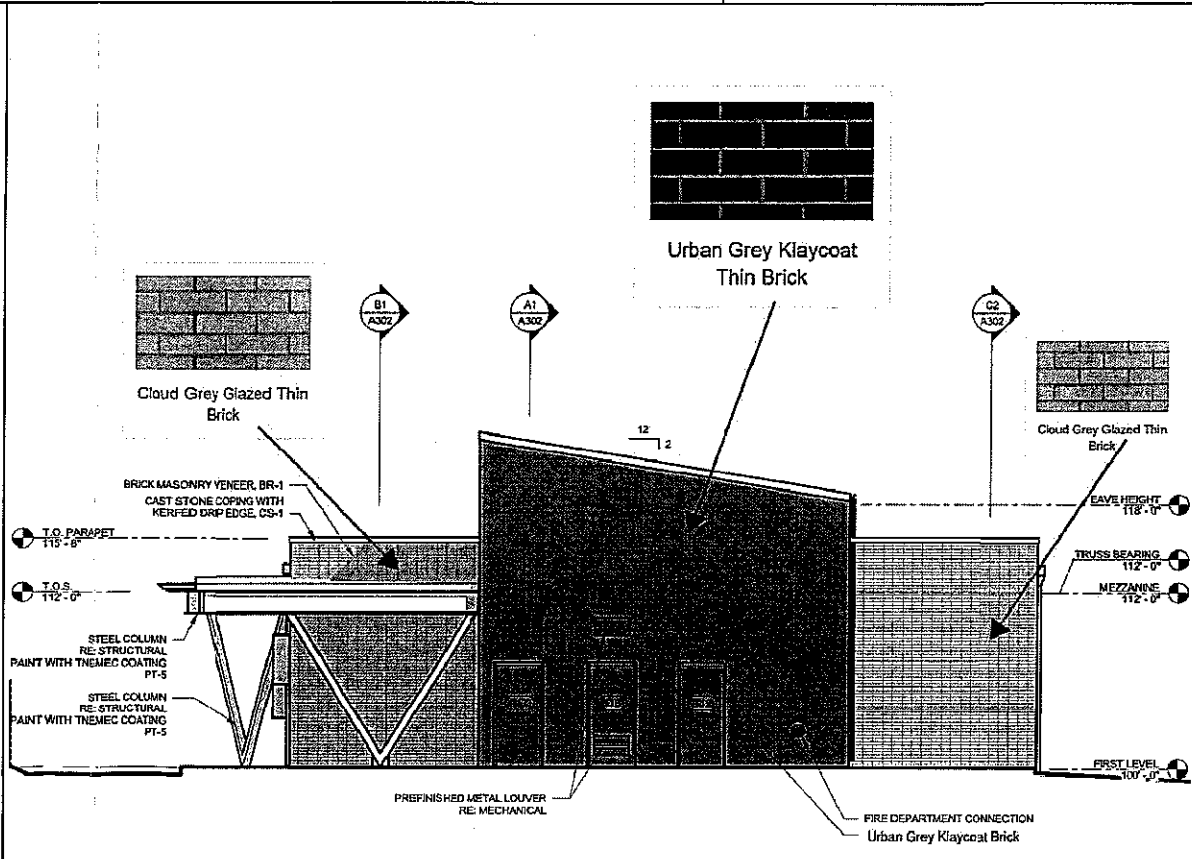 Urban Grey Klaycoat
Thin Brick
B1
A302
A1
A302
C2
A302
Cloud Grey Glazed Thin
Brick
Cloud Grey Glazed Thin
Brick
12
2
BRICK MASONRY VENEER, BR-1
CAST STONE COPING WITH
KERFED DRIP EDGE, CS-1
EAVE HEIGHT
118' - 0"
T.O. PARAPET
115' - 8"
TRUSS BEARING
112' - 0"
T.O.S.
112' - 0"
MEZZANINE
112' - 0"
STEEL COLUMN
RE: STRUCTURAL
PAINT WITH TNEMEC COATING
PT-5
STEEL COLUMN
RE: STRUCTURAL
PAINT WITH TNEMEC COATING
PT-5
FIRST LEVEL
100' - 0"
PREFINISHED METAL LOUVER
RE: MECHANICAL
FIRE DEPARTMENT CONNECTION
Urban Grey Klaycoat Brick